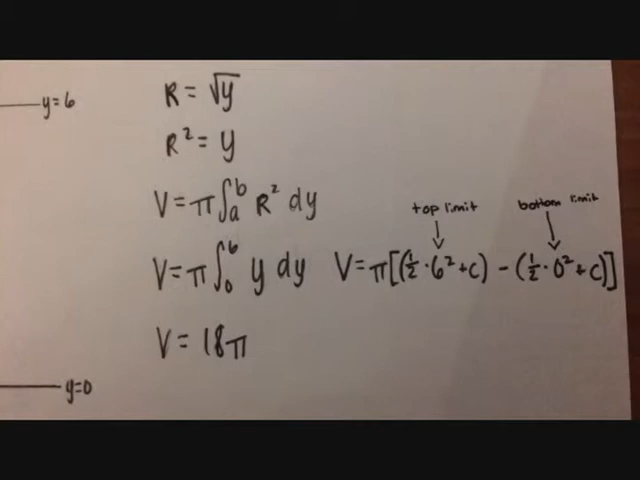 y=6
R = √y
R² = y
V = π∫ₐᵇ R² dy
top limit
bottom limit
V = π∫₀⁶ y dy
V = π[(½·6²+c) - (½·0²+c)]
V = 18π
y=0